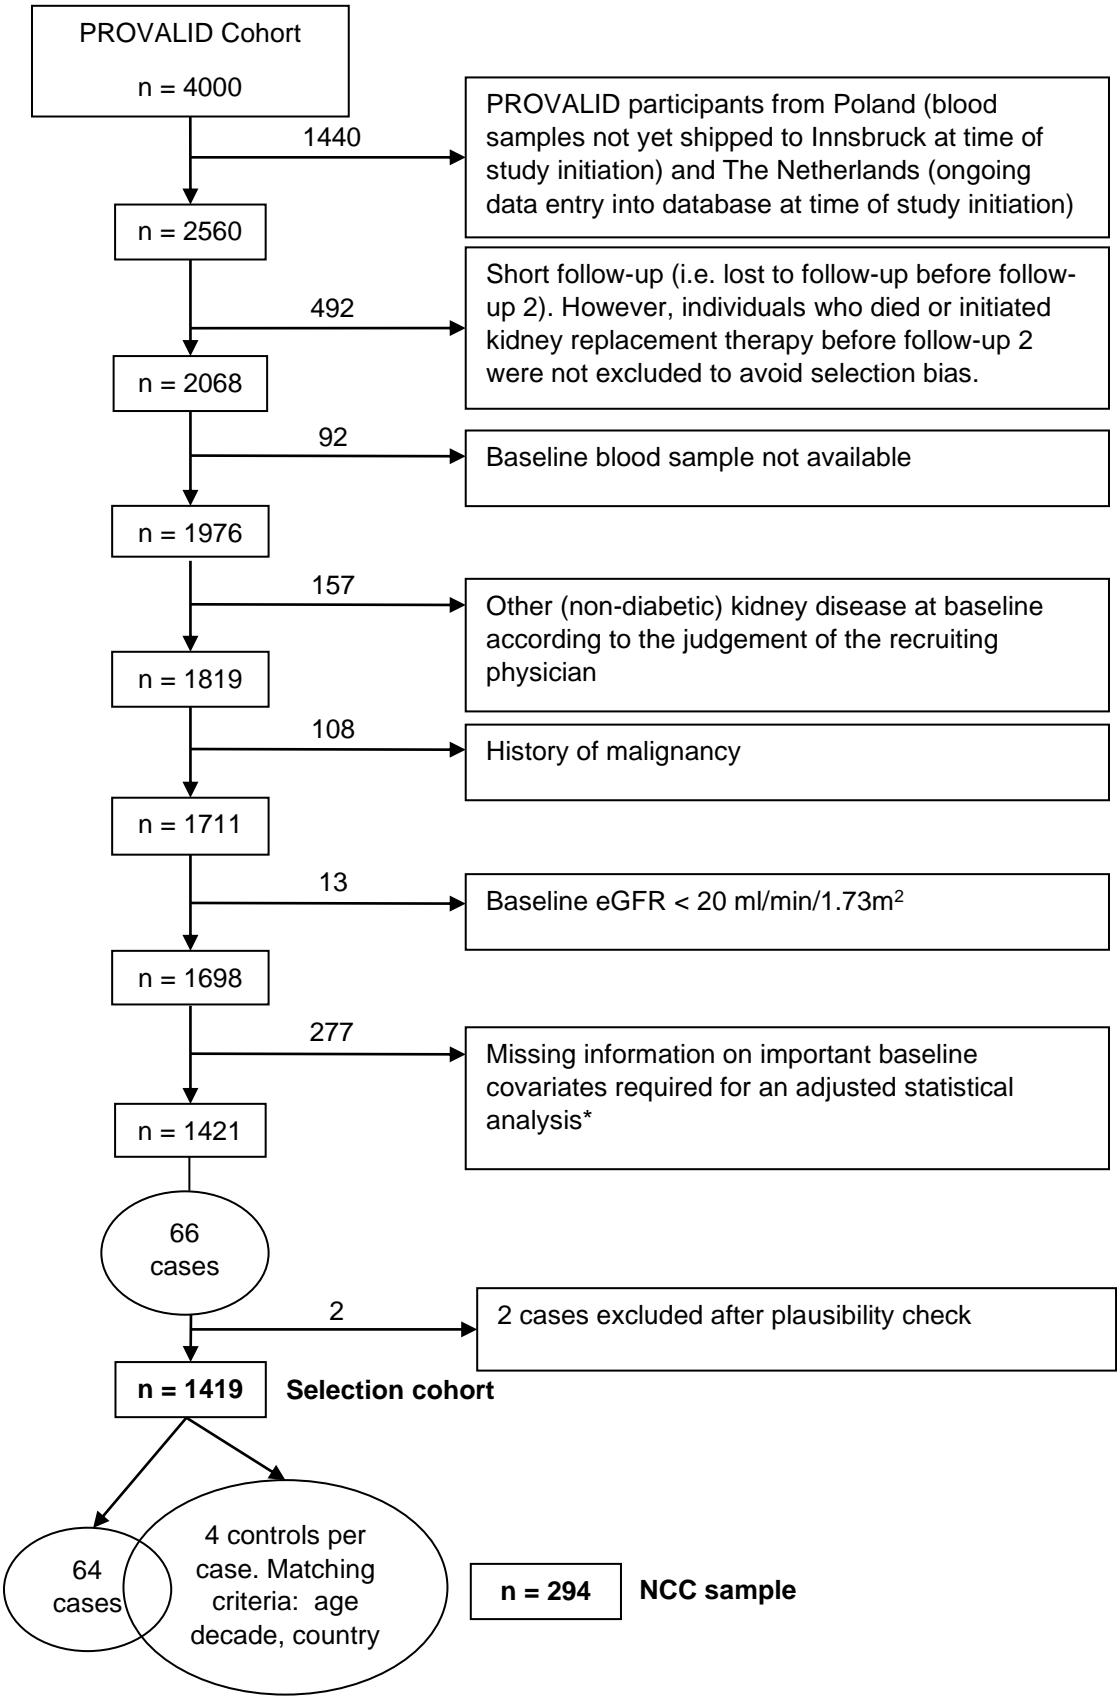 PROVALID Cohort
n = 4000
1440
PROVALID participants from Poland (blood
samples not yet shipped to Innsbruck at time of
study initiation) and The Netherlands (ongoing
data entry into database at time of study initiation)
n = 2560
492
Short follow-up (i.e. lost to follow-up before follow-
up 2). However, individuals who died or initiated
kidney replacement therapy before follow-up 2
were not excluded to avoid selection bias.
n = 2068
92
Baseline blood sample not available
n = 1976
157
Other (non-diabetic) kidney disease at baseline
according to the judgement of the recruiting
physician
n = 1819
108
History of malignancy
n = 1711
13
Baseline eGFR < 20 ml/min/1.73m²
n = 1698
277
Missing information on important baseline
covariates required for an adjusted statistical
analysis*
n = 1421
66
cases
2
2 cases excluded after plausibility check
n = 1419 Selection cohort
64
cases
4 controls per
case. Matching
criteria: age
decade, country
n = 294 NCC sample